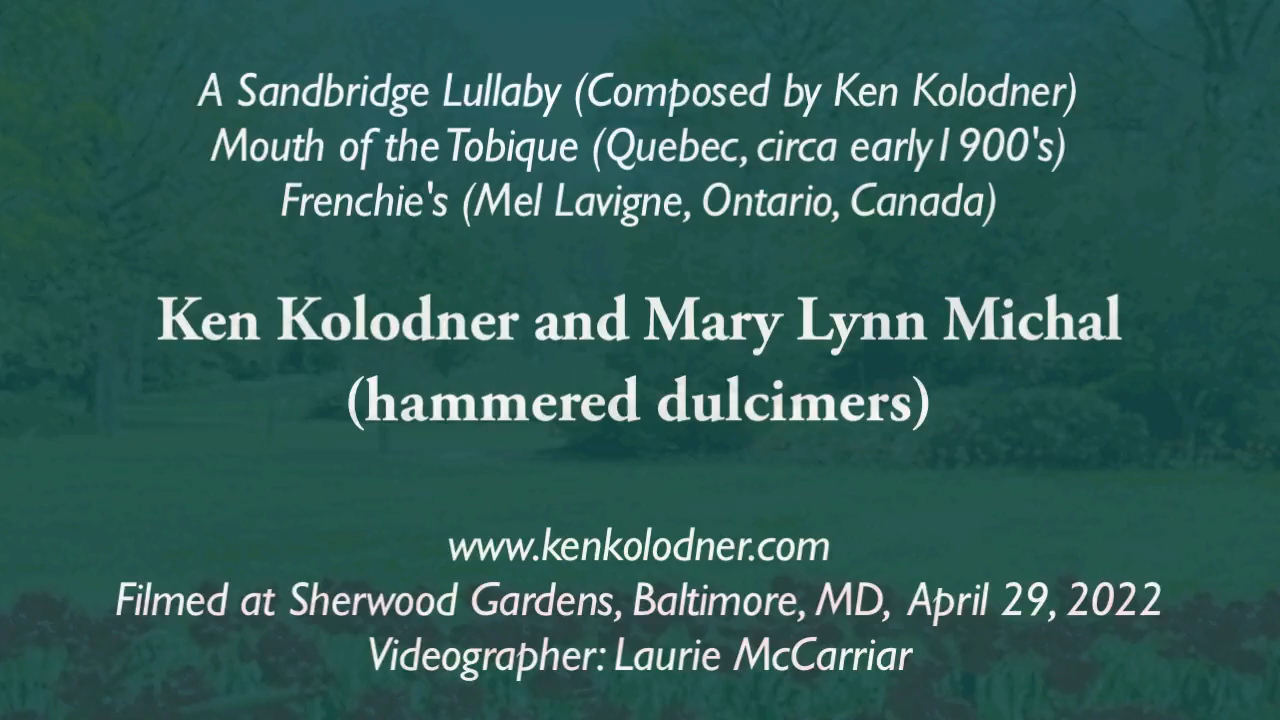 A Sandbridge Lullaby (Composed by Ken Kolodner)
Mouth of the Tobique (Quebec, circa early1900's)
Frenchie's (Mel Lavigne, Ontario, Canada)
Ken Kolodner and Mary Lynn Michal
(hammered dulcimers)
www.kenkolodner.com
Filmed at Sherwood Gardens, Baltimore, MD, April 29, 2022
Videographer: Laurie McCarriar